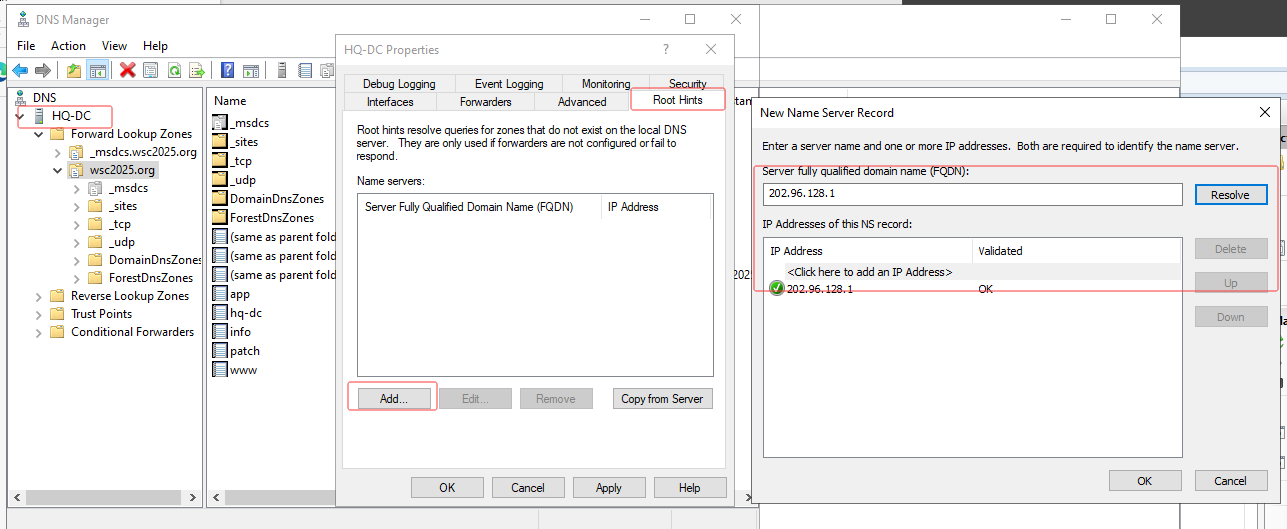 DNS Manager
File Action View Help
DNS
HQ-DC
Forward Lookup Zones
_msdcs.wsc2025.org
wsc2025.org
_msdcs
_sites
_tcp
_udp
DomainDnsZones
ForestDnsZones
Reverse Lookup Zones
Trust Points
Conditional Forwarders
Name
_msdcs
_sites
_tcp
_udp
DomainDnsZones
ForestDnsZones
(same as parent fold
(same as parent fold
(same as parent fold
app
hq-dc
info
patch
www
HQ-DC Properties
Debug Logging Event Logging Monitoring Security
Interfaces Forwarders Advanced Root Hints
Root hints resolve queries for zones that do not exist on the local DNS
server. They are only used if forwarders are not configured or fail to
respond.
Name servers:
Server Fully Qualified Domain Name (FQDN) IP Address
Add... Edit... Remove Copy from Server
OK Cancel Apply Help
New Name Server Record
Enter a server name and one or more IP addresses. Both are required to identify the name server.
Server fully qualified domain name (FQDN):
202.96.128.1 Resolve
IP Addresses of this NS record:
IP Address Validated
<Click here to add an IP Address>
202.96.128.1 OK
Delete
Up
Down
OK Cancel